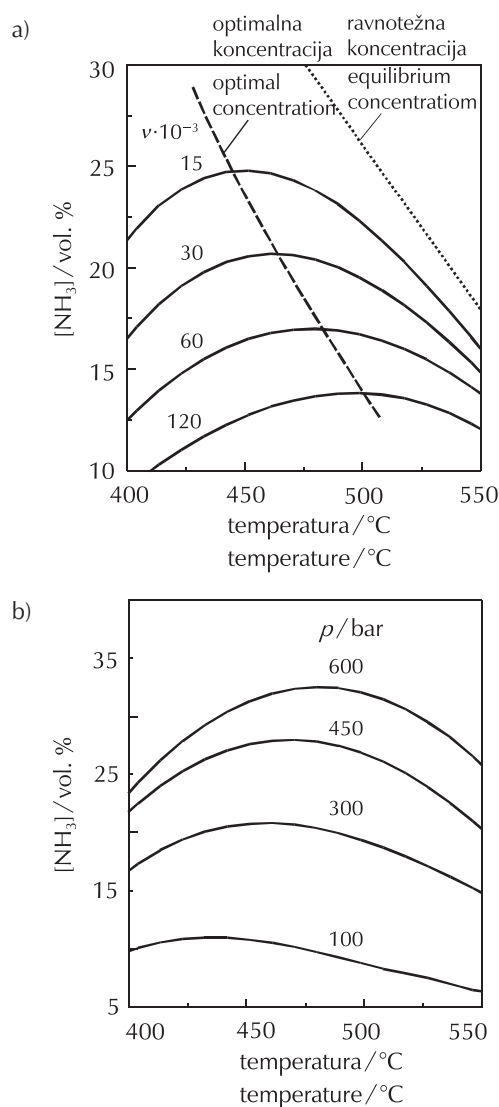 a)
optimalna
koncentracija
optimal
concentration
ravnotežna
koncentracija
equilibrium
concentratiom
30
ν·10⁻³
15
25
30
20
60
15
120
10
[NH₃]/vol. %
400
450
500
550
temperatura/°C
temperature/°C
b)
p/bar
600
35
450
25
300
15
100
5
[NH₃]/vol. %
400
450
500
550
temperatura/°C
temperature/°C